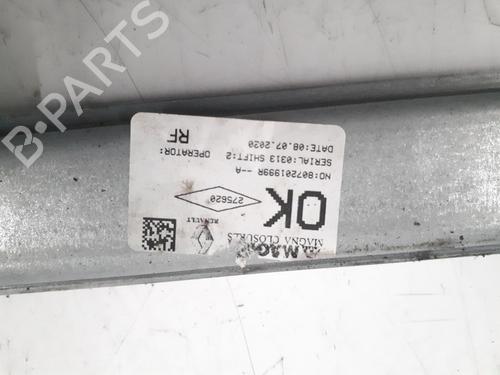 MAGNA CLOSURES
RENAULT
275620
OK
NO:807201999R --A
SERIAL:0313 SHIFT:2
DATE:08.07.2020
OPERATOR:
RF
B-PARTS